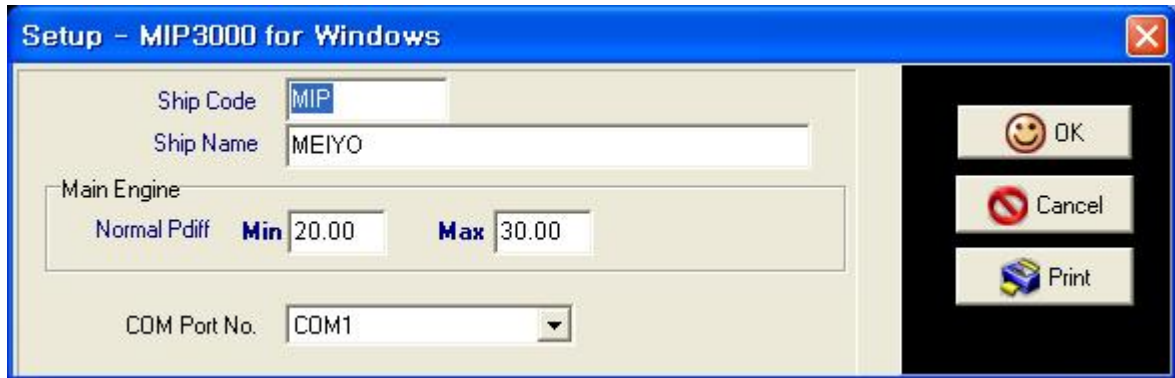 Setup - MIP3000 for Windows
Ship Code MIP
Ship Name MEIYO
Main Engine
Normal Pdiff Min 20.00 Max 30.00
COM Port No. COM1
OK
Cancel
Print